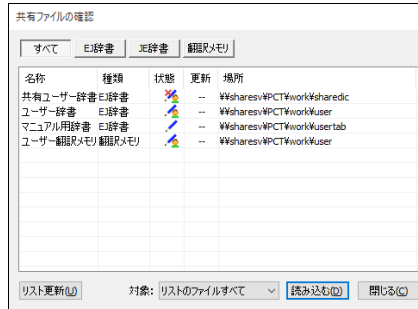 共有ファイルの確認
すべて EJ辞書 JE辞書 翻訳メモリ
名称 種類 状態 更新 場所
共有ユーザー辞書 EJ辞書 -- ¥¥sharesv¥PCT¥work¥sharedic
ユーザー辞書 EJ辞書 -- ¥¥sharesv¥PCT¥work¥user
マニュアル用辞書 EJ辞書 -- ¥¥sharesv¥PCT¥work¥usertab
ユーザー翻訳メモリ 翻訳メモリ -- ¥¥sharesv¥PCT¥work¥user
リスト更新(U) 対象: リストのファイルすべて 読み込む(D) 閉じる(C)